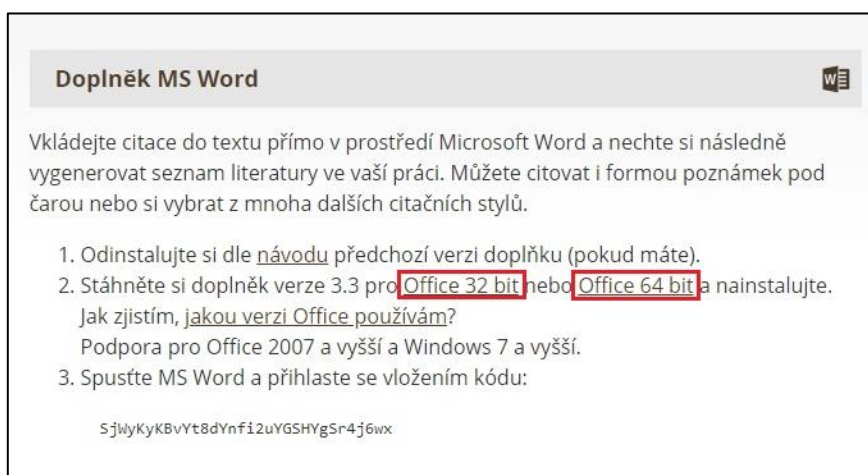 Doplněk MS Word
Vkládejte citace do textu přímo v prostředí Microsoft Word a nechte si následně
vygenerovat seznam literatury ve vaší práci. Můžete citovat i formou poznámek pod
čarou nebo si vybrat z mnoha dalších citačních stylů.
1. Odinstalujte si dle návodu předchozí verzi doplňku (pokud máte).
2. Stáhněte si doplněk verze 3.3 pro Office 32 bit nebo Office 64 bit a nainstalujte.
Jak zjistím, jakou verzi Office používám?
Podpora pro Office 2007 a vyšší a Windows 7 a vyšší.
3. Spusťte MS Word a přihlaste se vložením kódu:
SjWyKyKBvYt8dYnfi2uYGSHYgSr4j6wx